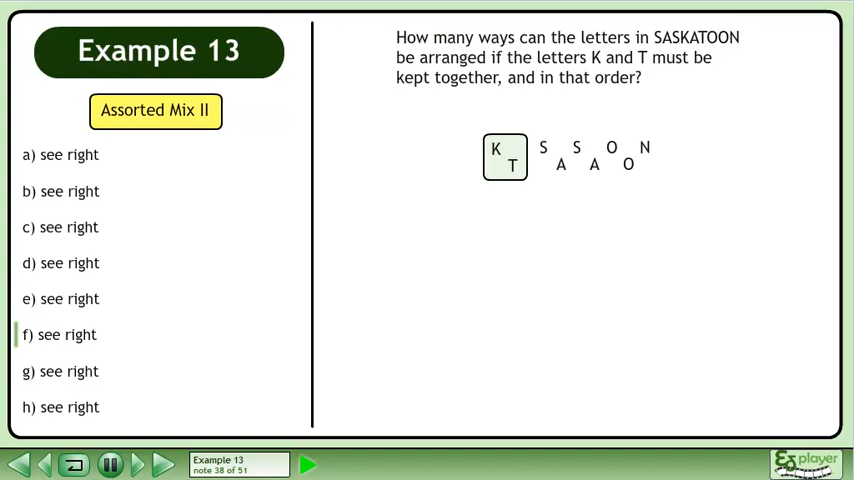 Example 13
Assorted Mix II
a) see right
b) see right
c) see right
d) see right
e) see right
f) see right
g) see right
h) see right
How many ways can the letters in SASKATOON
be arranged if the letters K and T must be
kept together, and in that order?
K S S O N
T A A O
Example 13
note 38 of 51
player